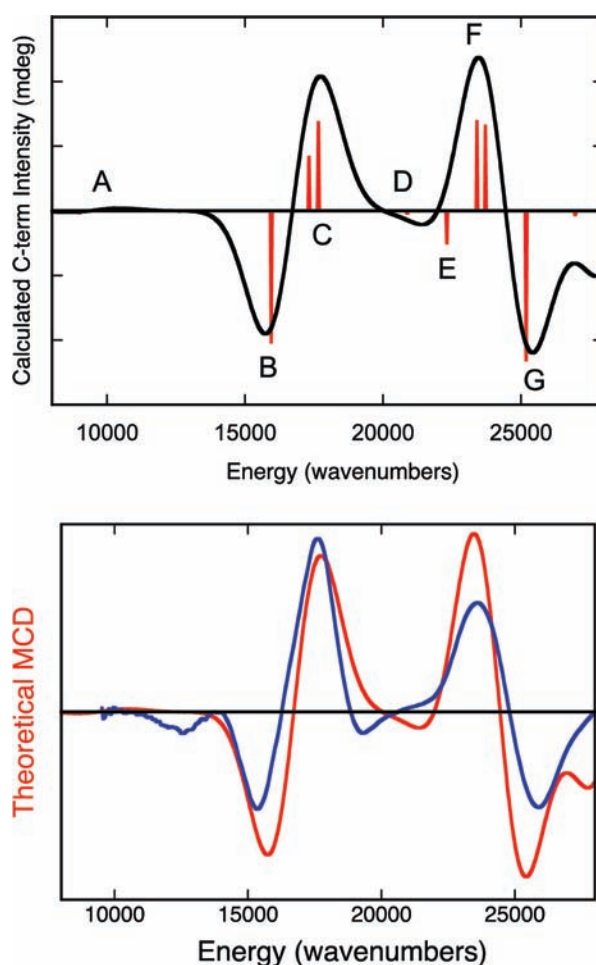 Calculated C-term Intensity (mdeg)
A
B
C
D
E
F
G
10000 15000 20000 25000
Energy (wavenumbers)
Theoretical MCD
10000 15000 20000 25000
Energy (wavenumbers)